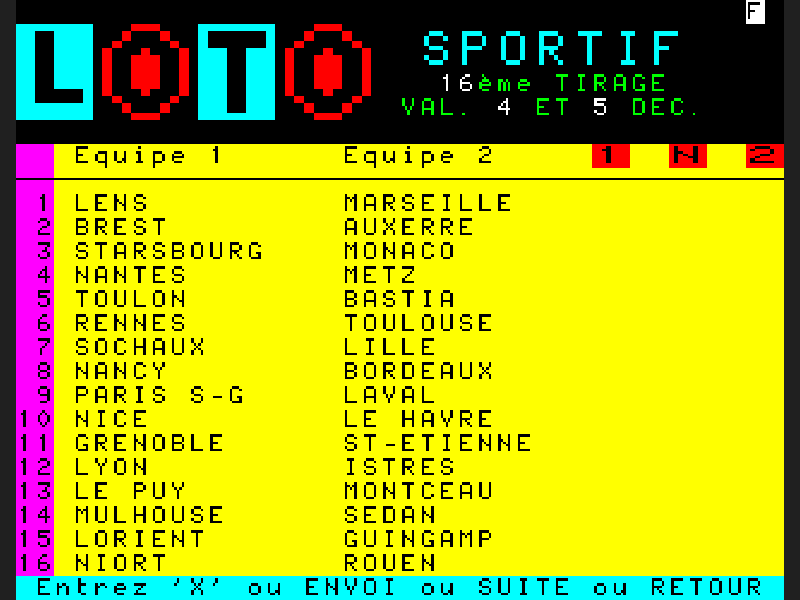 F
LOTO
SPORTIF
16ème TIRAGE
VAL. 4 ET 5 DEC.
Equipe 1 Equipe 2 1 N 2
1 LENS MARSEILLE
2 BREST AUXERRE
3 STARSBOURG MONACO
4 NANTES METZ
5 TOULON BASTIA
6 RENNES TOULOUSE
7 SOCHAUX LILLE
8 NANCY BORDEAUX
9 PARIS S-G LAVAL
10 NICE LE HAVRE
11 GRENOBLE ST-ETIENNE
12 LYON ISTRES
13 LE PUY MONTCEAU
14 MULHOUSE SEDAN
15 LORIENT GUINGAMP
16 NIORT ROUEN
Entrez 'X' ou ENVOI ou SUITE ou RETOUR